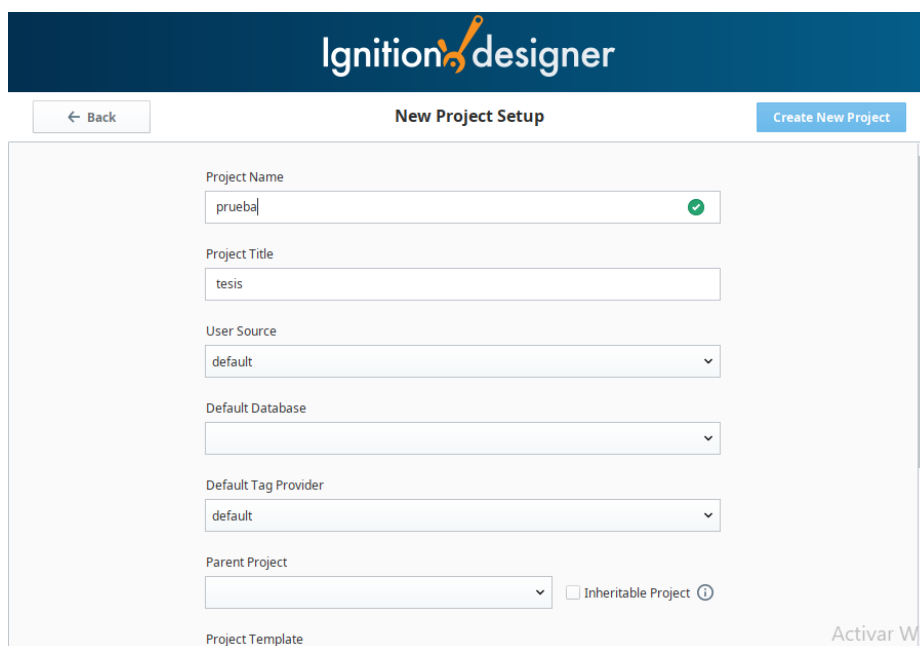 Ignition designer
Back New Project Setup Create New Project
Project Name
prueba
Project Title
tesis
User Source
default
Default Database
Default Tag Provider
default
Parent Project
Inheritable Project
Project Template
Activar W